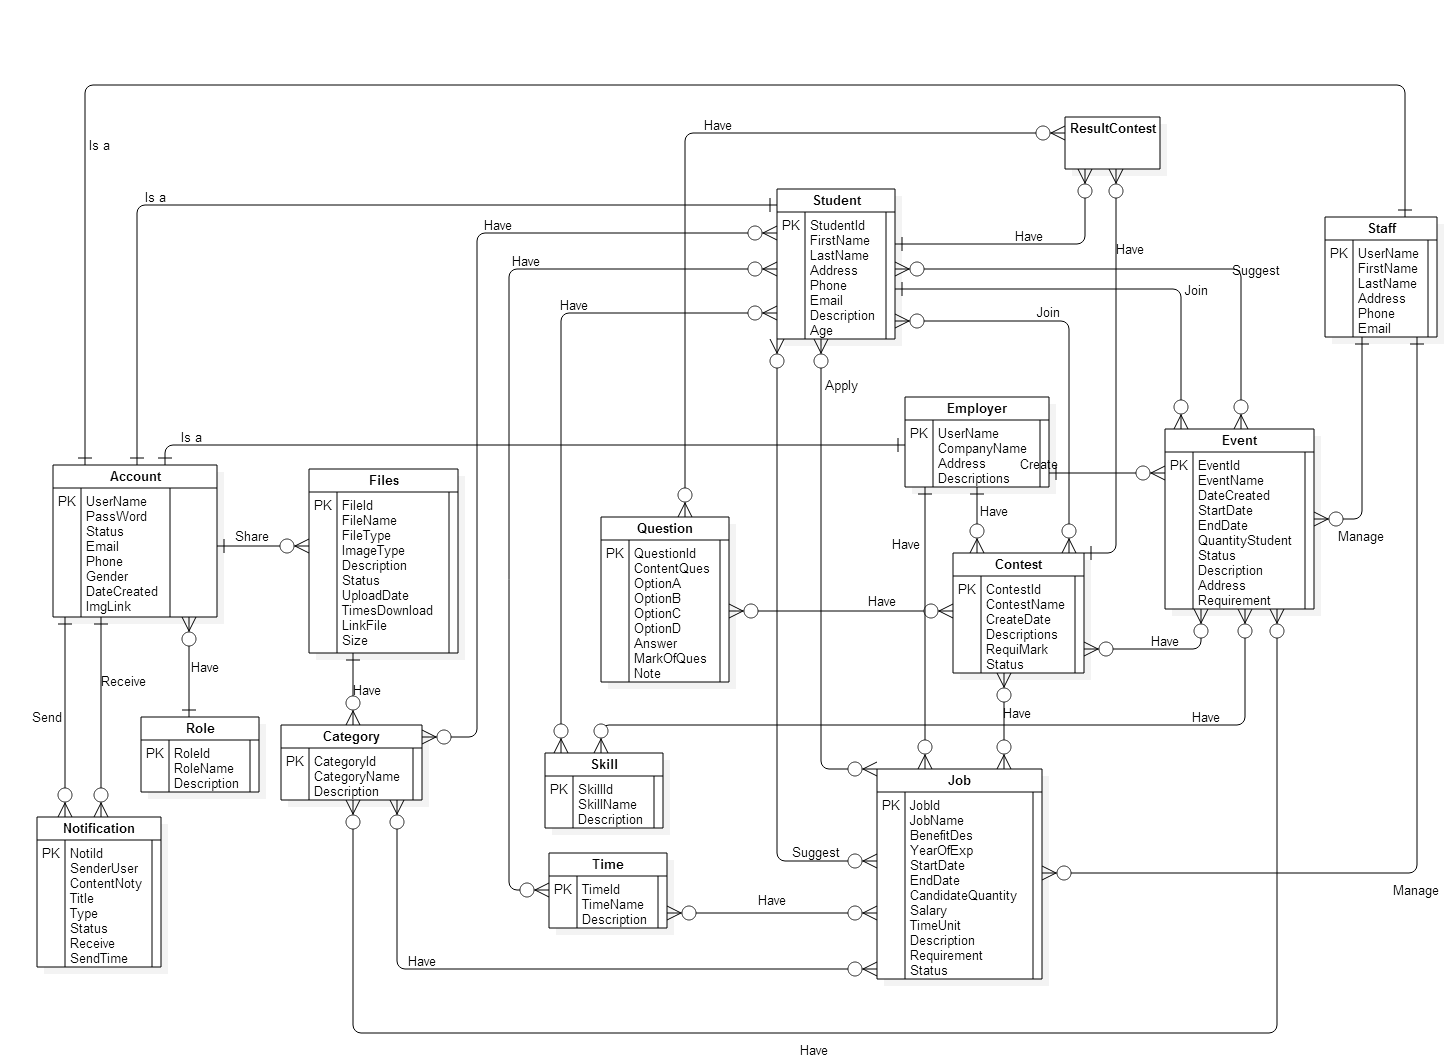 Have
ResultContest
Is a
Is a
Student
PK StudentId
FirstName
LastName
Address
Phone
Email
Description
Age
Have
Have
Have
Have
Have
Suggest
Join
Join
Staff
PK UserName
FirstName
LastName
Address
Phone
Email
Apply
Employer
PK UserName
CompanyName
Address
Descriptions
Create
Is a
Event
PK EventId
EventName
DateCreated
StartDate
EndDate
QuantityStudent
Status
Description
Address
Requirement
Manage
Account
PK UserName
PassWord
Status
Email
Phone
Gender
DateCreated
ImgLink
Share
Files
PK FileId
FileName
FileType
ImageType
Description
Status
UploadDate
TimesDownload
LinkFile
Size
Question
PK QuestionId
ContentQues
OptionA
OptionB
OptionC
OptionD
Answer
MarkOfQues
Note
Have
Have
Have
Contest
PK ContestId
ContestName
CreateDate
Descriptions
RequiMark
Status
Have
Have
Receive
Send
Have
Have
Have
Role
PK RoleId
RoleName
Description
Category
PK CategoryId
CategoryName
Description
Skill
PK SkillId
SkillName
Description
Job
PK JobId
JobName
BenefitDes
YearOfExp
StartDate
EndDate
CandidateQuantity
Salary
TimeUnit
Description
Requirement
Status
Notification
PK NotiId
SenderUser
ContentNoty
Title
Type
Status
Receive
SendTime
Suggest
Time
PK TimeId
TimeName
Description
Have
Manage
Have
Have